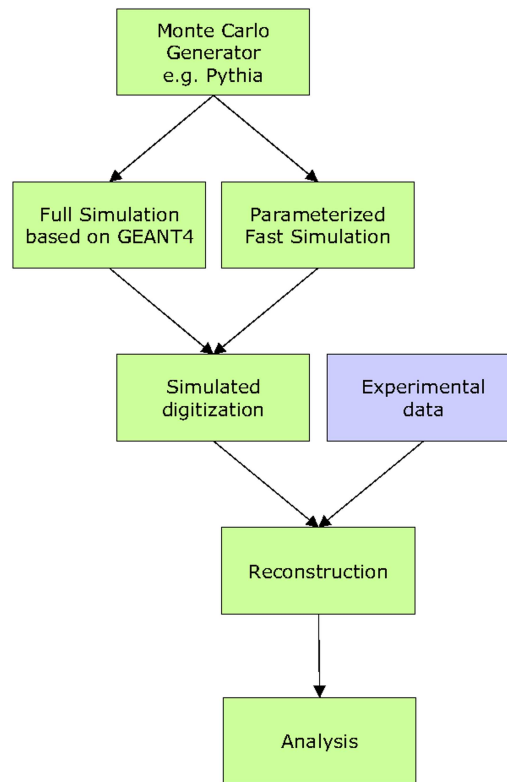 Monte Carlo
Generator
e.g. Pythia
Full Simulation
based on GEANT4
Parameterized
Fast Simulation
Simulated
digitization
Experimental
data
Reconstruction
Analysis